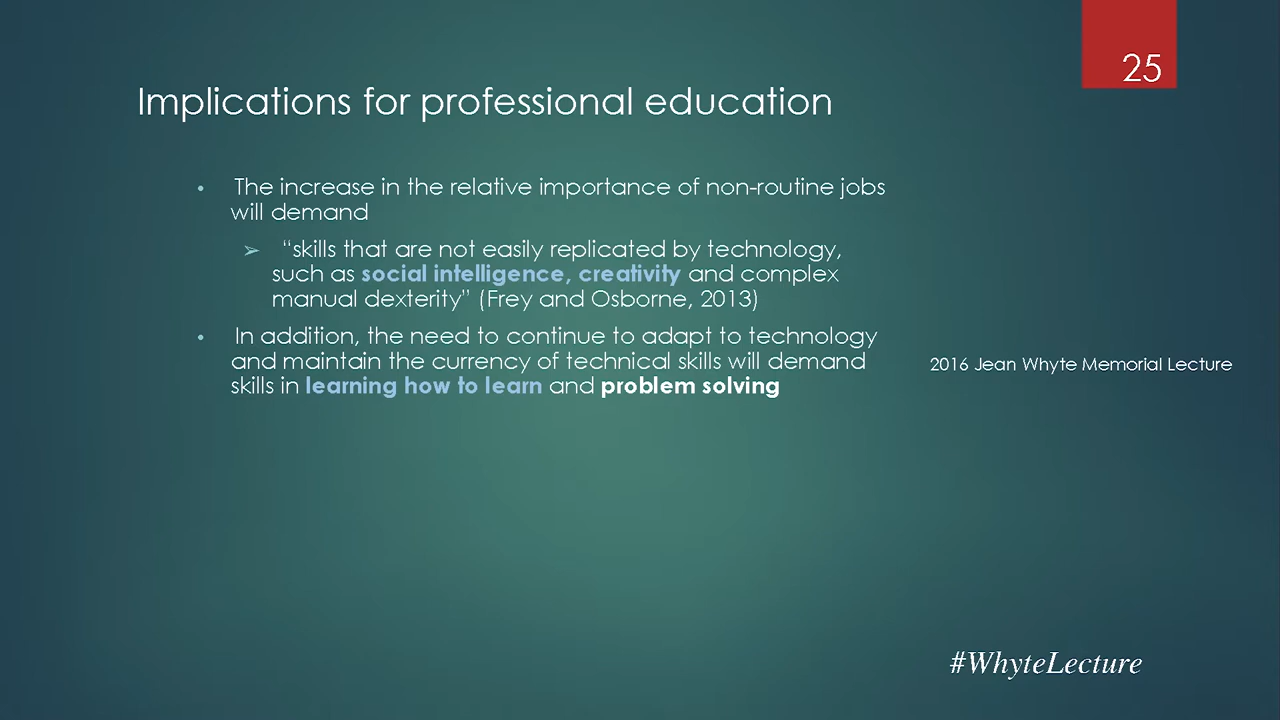 25
Implications for professional education
• The increase in the relative importance of non-routine jobs
will demand
➢ “skills that are not easily replicated by technology,
such as social intelligence, creativity and complex
manual dexterity” (Frey and Osborne, 2013)
• In addition, the need to continue to adapt to technology
and maintain the currency of technical skills will demand
skills in learning how to learn and problem solving
2016 Jean Whyte Memorial Lecture
#WhyteLecture